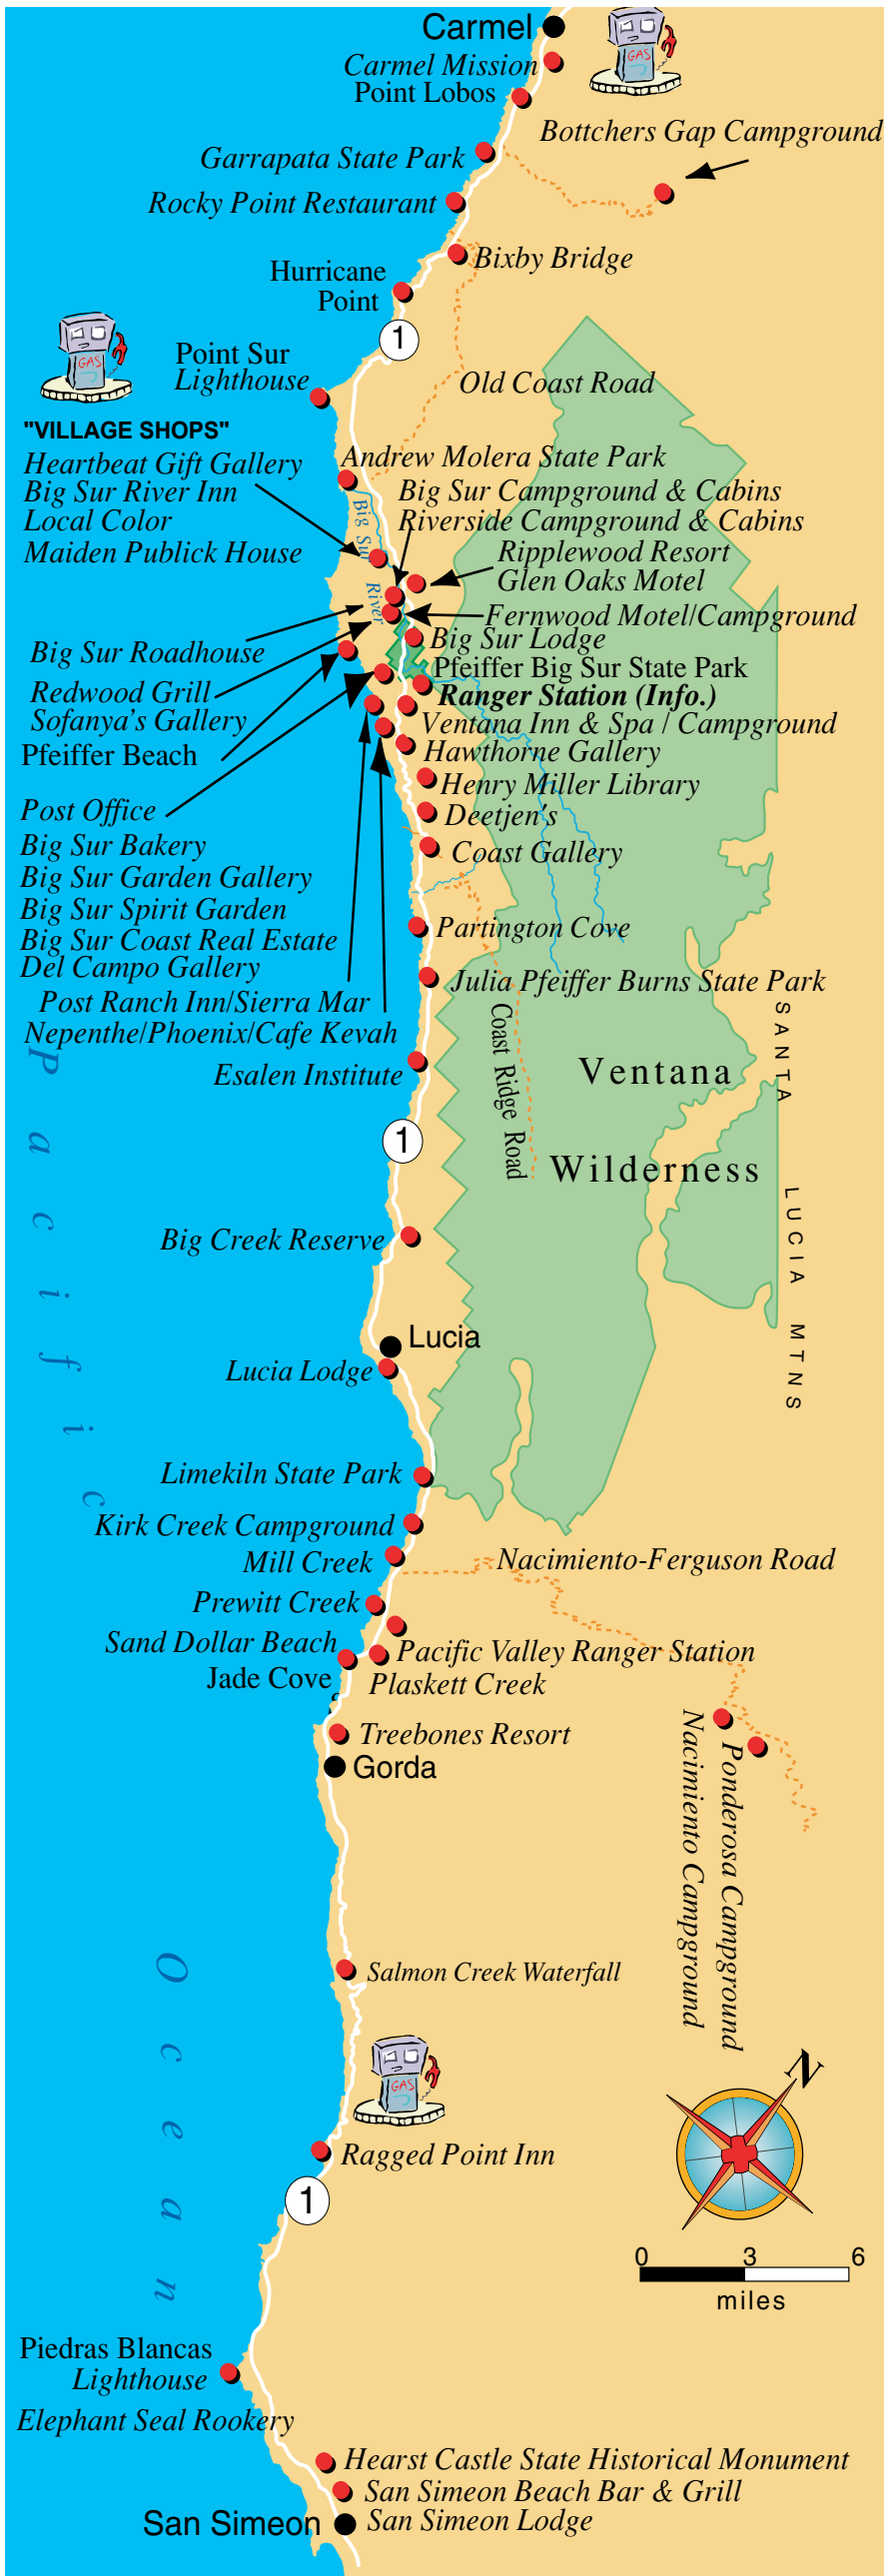 Carmel
Carmel Mission
Point Lobos
GAS
Bottchers Gap Campground
Garrapata State Park
Rocky Point Restaurant
Bixby Bridge
Hurricane
Point
1
GAS
Point Sur
Lighthouse
Old Coast Road
"VILLAGE SHOPS"
Heartbeat Gift Gallery
Big Sur River Inn
Local Color
Maiden Publick House
Andrew Molera State Park
Big Sur Campground & Cabins
Riverside Campground & Cabins
Big Sur River
Ripplewood Resort
Glen Oaks Motel
Fernwood Motel/Campground
Big Sur Lodge
Big Sur Roadhouse
Pfeiffer Big Sur State Park
Redwood Grill
Ranger Station (Info.)
Sofanya's Gallery
Ventana Inn & Spa / Campground
Pfeiffer Beach
Hawthorne Gallery
Henry Miller Library
Post Office
Deetjen's
Big Sur Bakery
Coast Gallery
Big Sur Garden Gallery
Big Sur Spirit Garden
Partington Cove
Big Sur Coast Real Estate
Del Campo Gallery
Julia Pfeiffer Burns State Park
Post Ranch Inn/Sierra Mar
Nepenthe/Phoenix/Cafe Kevah
Coast Ridge Road
SANTA LUCIA MTNS
Esalen Institute
Ventana
Wilderness
Pacific
1
Big Creek Reserve
Lucia
Lucia Lodge
Limekiln State Park
Kirk Creek Campground
Mill Creek
Nacimiento-Ferguson Road
Prewitt Creek
Sand Dollar Beach
Pacific Valley Ranger Station
Jade Cove
Plaskett Creek
Treebones Resort
Gorda
Ponderosa Campground
Nacimiento Campground
Ocean
Salmon Creek Waterfall
GAS
N
Ragged Point Inn
1
0 3 6
miles
Piedras Blancas
Lighthouse
Elephant Seal Rookery
Hearst Castle State Historical Monument
San Simeon Beach Bar & Grill
San Simeon
San Simeon Lodge